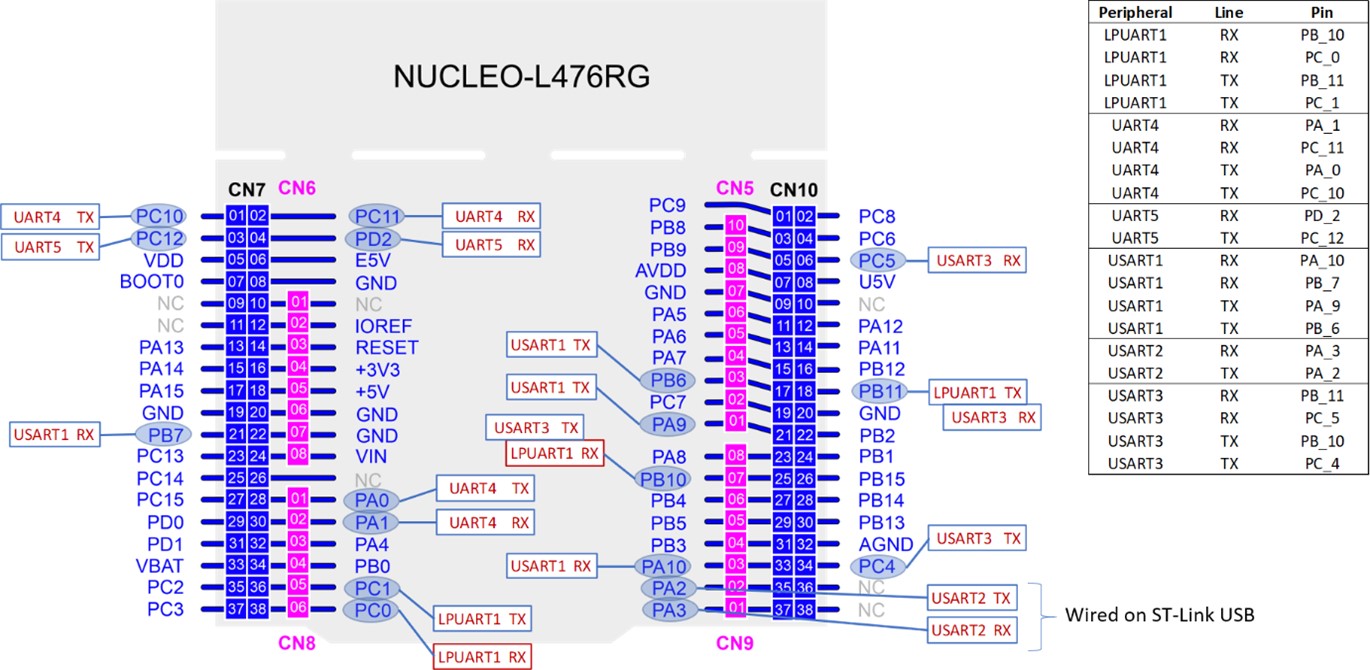 NUCLEO-L476RG
Peripheral Line Pin
LPUART1 RX PB_10
LPUART1 RX PC_0
LPUART1 TX PB_11
LPUART1 TX PC_1
UART4 RX PA_1
UART4 RX PC_11
UART4 TX PA_0
UART4 TX PC_10
UART5 RX PD_2
UART5 TX PC_12
USART1 RX PA_10
USART1 RX PB_7
USART1 TX PA_9
USART1 TX PB_6
USART2 RX PA_3
USART2 TX PA_2
USART3 RX PB_11
USART3 RX PC_5
USART3 TX PB_10
USART3 TX PC_4
CN7 CN6
UART4 TX PC10 01 02 PC11 UART4 RX
UART5 TX PC12 03 04 PD2 UART5 RX
VDD 05 06 E5V
BOOT0 07 08 GND
NC 09 10 01 NC
NC 11 12 02 IOREF
PA13 13 14 03 RESET
PA14 15 16 04 +3V3
PA15 17 18 05 +5V
GND 19 20 06 GND
USART1 RX PB7 21 22 07 GND
PC13 23 24 08 VIN
PC14 25 26 NC
PC15 27 28 01 PA0 UART4 TX
PD0 29 30 02 PA1 UART4 RX
PD1 31 32 03 PA4
VBAT 33 34 04 PB0
PC2 35 36 05 PC1 LPUART1 TX
PC3 37 38 06 PC0 LPUART1 RX
CN8
CN5 CN10
PC9 01 02 PC8
PB8 10 03 04 PC6
PB9 09 05 06 PC5 USART3 RX
AVDD 08 07 08 U5V
GND 07 09 10 NC
PA5 06 11 12 PA12
PA6 05 13 14 PA11
PA7 04 15 16 PB12
USART1 TX PB6 03 17 18 PB11 LPUART1 TX
USART3 RX
PC7 02 19 20 GND
USART1 TX PA9 01 21 22 PB2
PA8 08 23 24 PB1
USART3 TX
LPUART1 RX PB10 07 25 26 PB15
PB4 06 27 28 PB14
PB5 05 29 30 PB13
PB3 04 31 32 AGND
USART1 RX PA10 03 33 34 PC4 USART3 TX
PA2 02 35 36 NC USART2 TX
PA3 01 37 38 NC USART2 RX
CN9
Wired on ST-Link USB